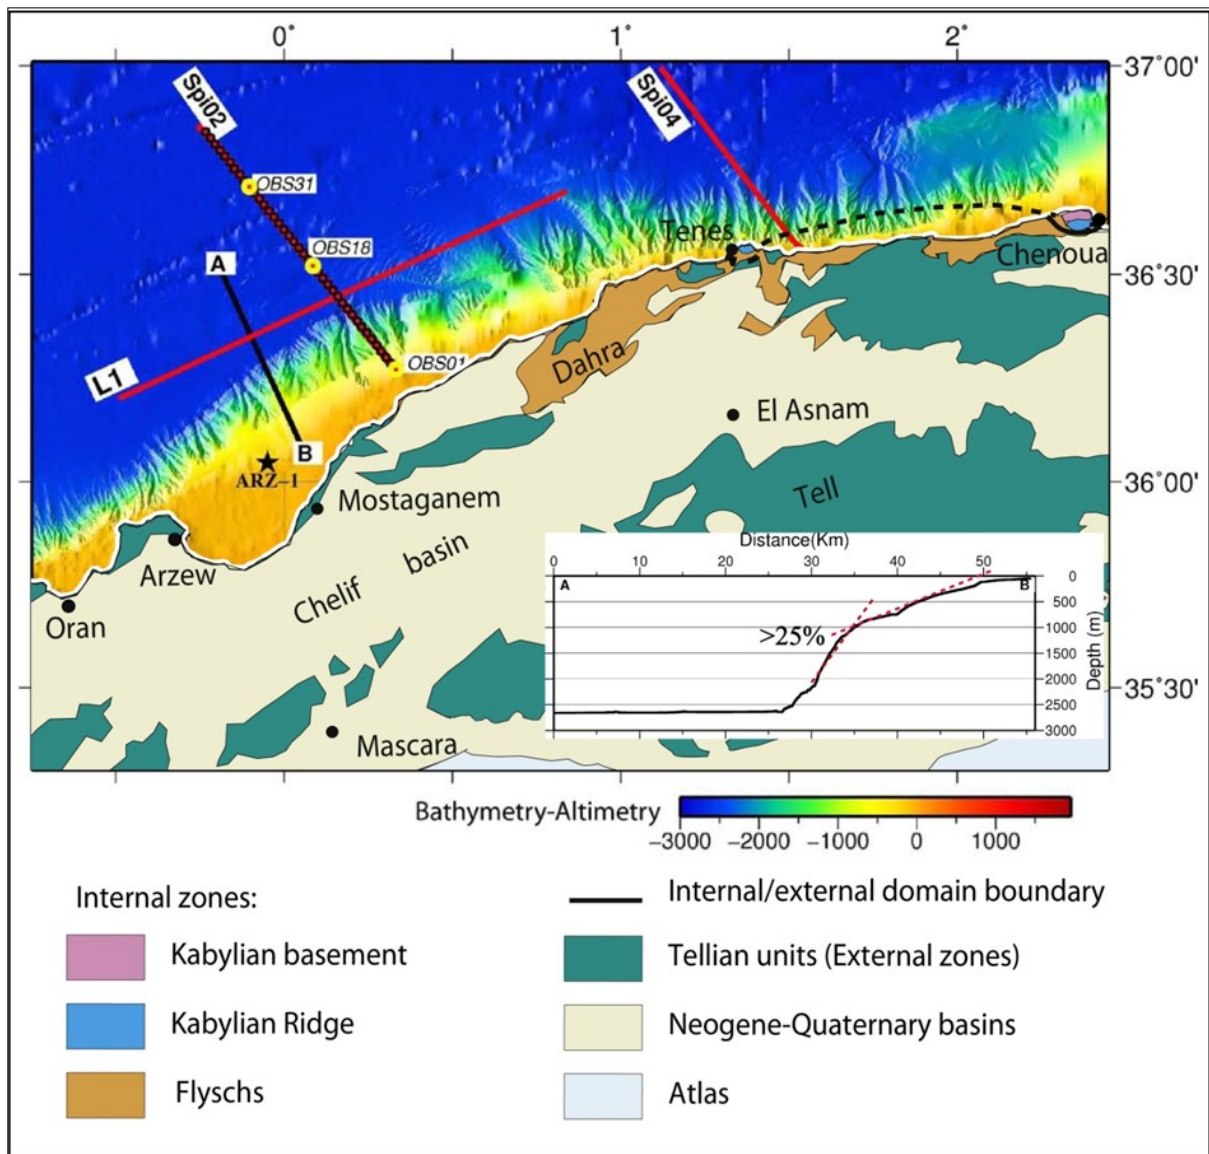 0°
1°
2°
37°00'
36°30'
36°00'
35°30'
Spi02
Spi04
OBS31
OBS18
OBS01
A
B
L1
ARZ-1
Tenes
Chenoua
Dahra
El Asnam
Tell
Mostaganem
Chelif basin
Arzew
Oran
Mascara
Distance(Km)
0 10 20 30 40 50
A
B
>25%
0
500
1000
1500
2000
2500
3000
Depth (m)
Bathymetry-Altimetry
−3000 −2000 −1000 0 1000
Internal zones:
Kabylian basement
Kabylian Ridge
Flyschs
Internal/external domain boundary
Tellian units (External zones)
Neogene-Quaternary basins
Atlas